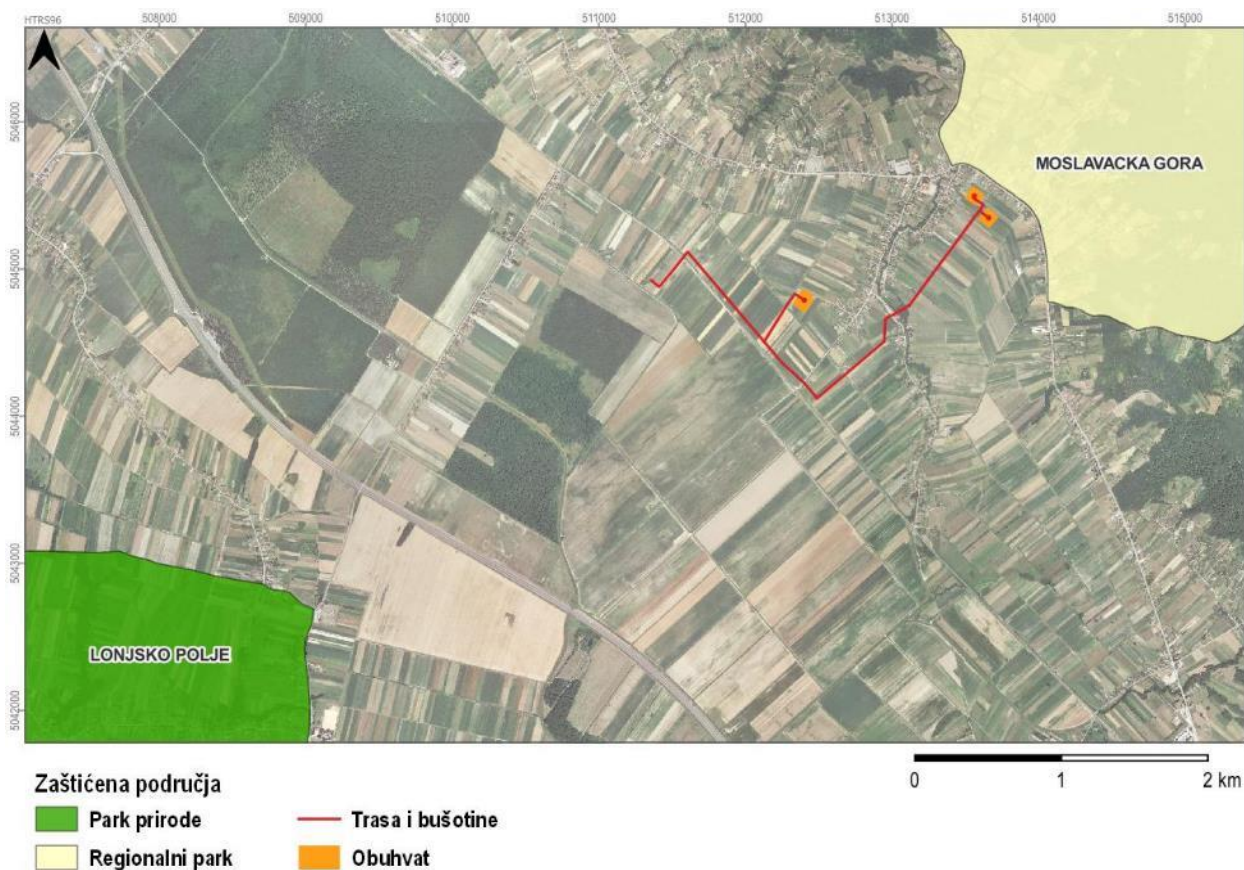 HTRS96
508000 509000 510000 511000 512000 513000 514000 515000
5046000
MOSLAVACKA GORA
5045000
5044000
5043000
LONJSKO POLJE
5042000
0 1 2 km
Zaštićena područja
Park prirode
Trasa i bušotine
Regionalni park
Obuhvat